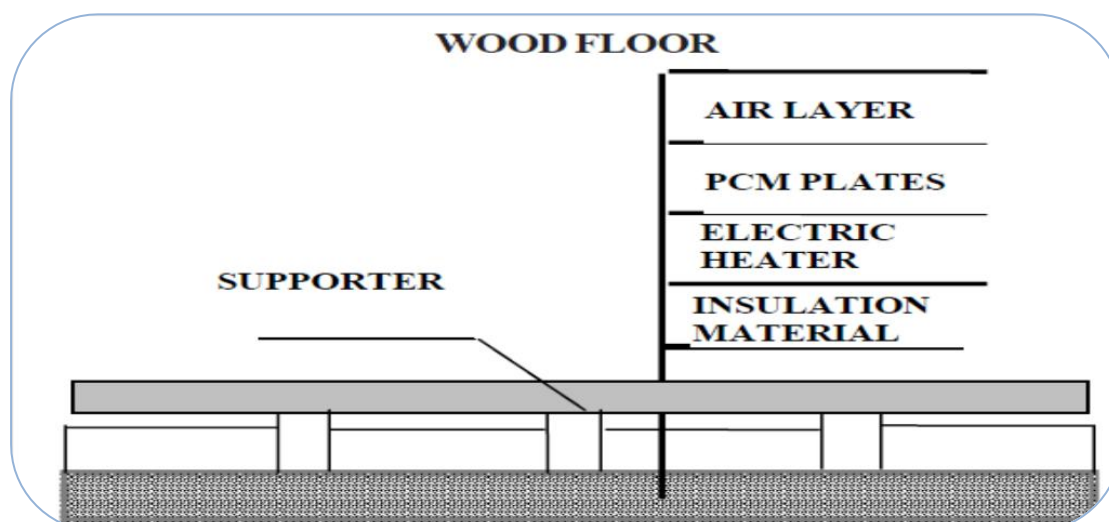 WOOD FLOOR
AIR LAYER
PCM PLATES
ELECTRIC
HEATER
SUPPORTER
INSULATION
MATERIAL